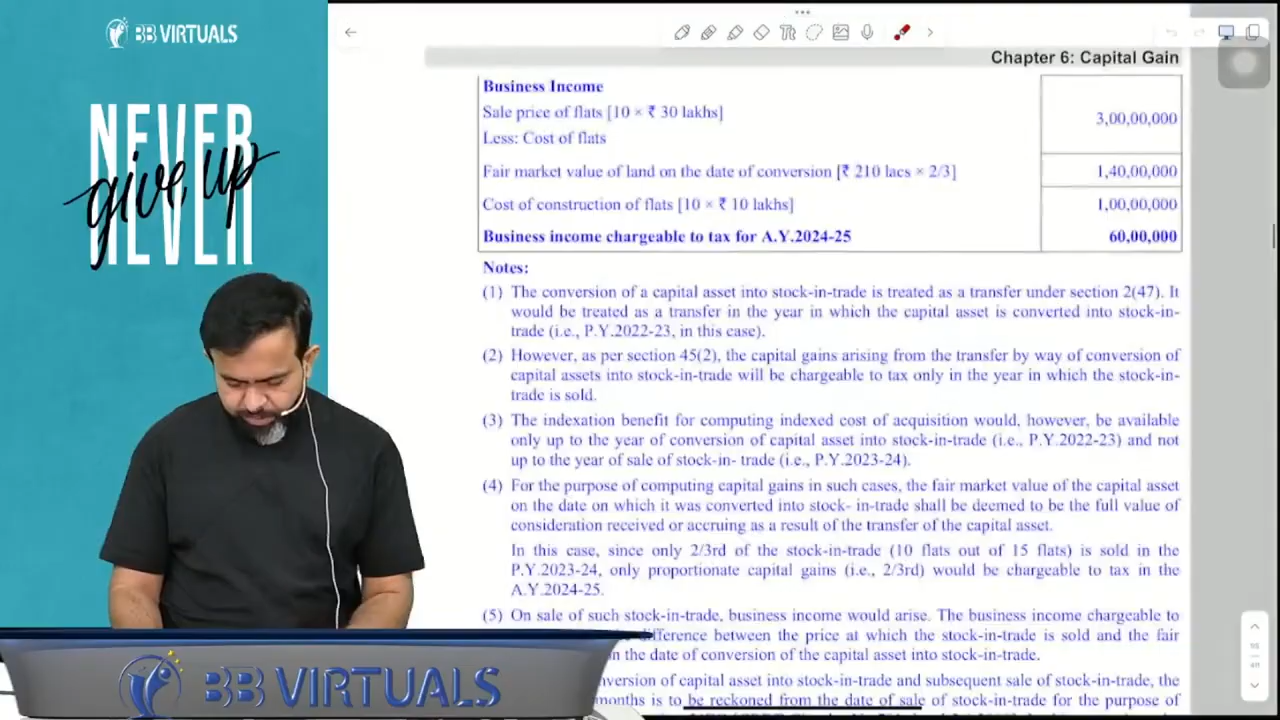 BB VIRTUALS
NEVER
give up
NEVER
Chapter 6: Capital Gain
Business Income
Sale price of flats [10 × ₹ 30 lakhs]
3,00,00,000
Less: Cost of flats
Fair market value of land on the date of conversion [₹ 210 lacs × 2/3]
1,40,00,000
Cost of construction of flats [10 × ₹ 10 lakhs]
1,00,00,000
Business income chargeable to tax for A.Y.2024-25
60,00,000
Notes:
(1) The conversion of a capital asset into stock-in-trade is treated as a transfer under section 2(47). It
would be treated as a transfer in the year in which the capital asset is converted into stock-in-
trade (i.e., P.Y.2022-23, in this case).
(2) However, as per section 45(2), the capital gains arising from the transfer by way of conversion of
capital assets into stock-in-trade will be chargeable to tax only in the year in which the stock-in-
trade is sold.
(3) The indexation benefit for computing indexed cost of acquisition would, however, be available
only up to the year of conversion of capital asset into stock-in-trade (i.e., P.Y.2022-23) and not
up to the year of sale of stock-in- trade (i.e., P.Y.2023-24).
(4) For the purpose of computing capital gains in such cases, the fair market value of the capital asset
on the date on which it was converted into stock- in-trade shall be deemed to be the full value of
consideration received or accruing as a result of the transfer of the capital asset.
In this case, since only 2/3rd of the stock-in-trade (10 flats out of 15 flats) is sold in the
P.Y.2023-24, only proportionate capital gains (i.e., 2/3rd) would be chargeable to tax in the
A.Y.2024-25.
(5) On sale of such stock-in-trade, business income would arise. The business income chargeable to
difference between the price at which the stock-in-trade is sold and the fair
n the date of conversion of the capital asset into stock-in-trade.
nversion of capital asset into stock-in-trade and subsequent sale of stock-in-trade, the
months is to be reckoned from the date of sale of stock-in-trade for the purpose of
BB VIRTUALS